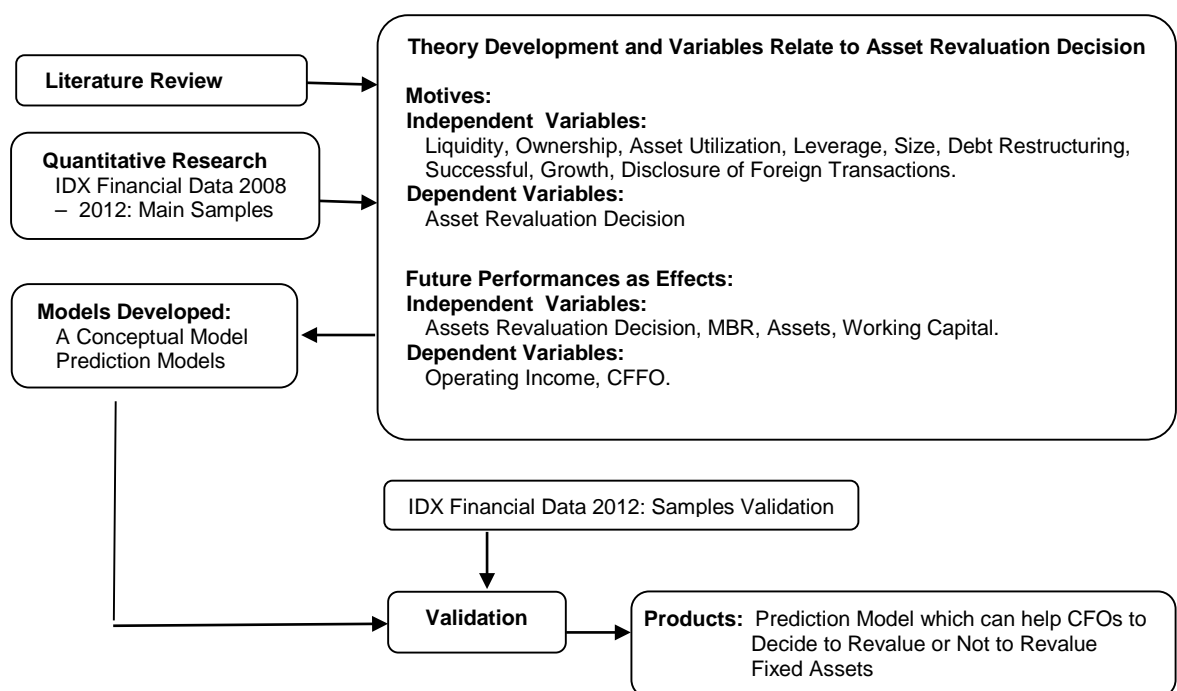 Literature Review
Quantitative Research
IDX Financial Data 2008
– 2012: Main Samples
Theory Development and Variables Relate to Asset Revaluation Decision
Motives:
Independent Variables:
Liquidity, Ownership, Asset Utilization, Leverage, Size, Debt Restructuring,
Successful, Growth, Disclosure of Foreign Transactions.
Dependent Variables:
Asset Revaluation Decision
Future Performances as Effects:
Independent Variables:
Assets Revaluation Decision, MBR, Assets, Working Capital.
Dependent Variables:
Operating Income, CFFO.
Models Developed:
A Conceptual Model
Prediction Models
IDX Financial Data 2012: Samples Validation
Validation
Products: Prediction Model which can help CFOs to
Decide to Revalue or Not to Revalue
Fixed Assets